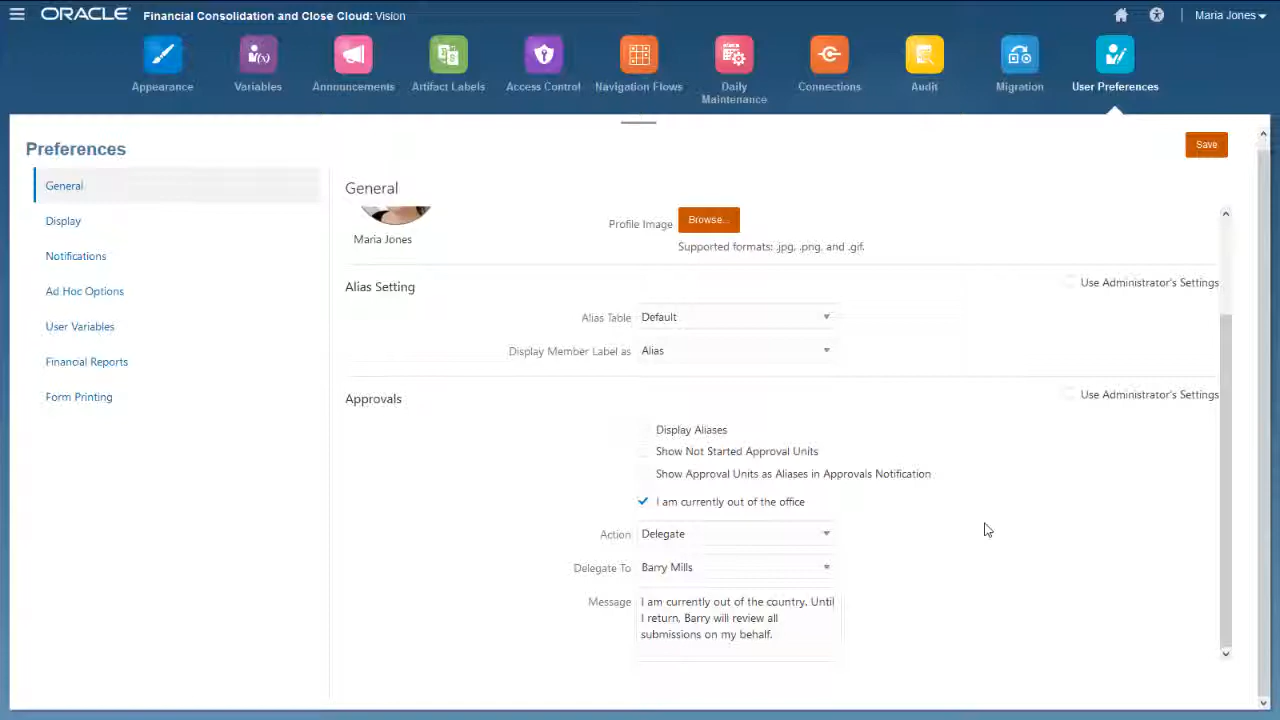 ORACLE Financial Consolidation and Close Cloud: Vision
Maria Jones
Appearance
Variables
Announcements
Artifact Labels
Access Control
Navigation Flows
Daily
Maintenance
Connections
Audit
Migration
User Preferences
Preferences
Save
General
Display
Notifications
Ad Hoc Options
User Variables
Financial Reports
Form Printing
General
Maria Jones
Profile Image Browse...
Supported formats: .jpg, .png, and .gif.
Alias Setting
Use Administrator's Settings
Alias Table Default
Display Member Label as Alias
Approvals
Use Administrator's Settings
Display Aliases
Show Not Started Approval Units
Show Approval Units as Aliases in Approvals Notification
I am currently out of the office
Action Delegate
Delegate To Barry Mills
Message I am currently out of the country. Until
I return, Barry will review all
submissions on my behalf.